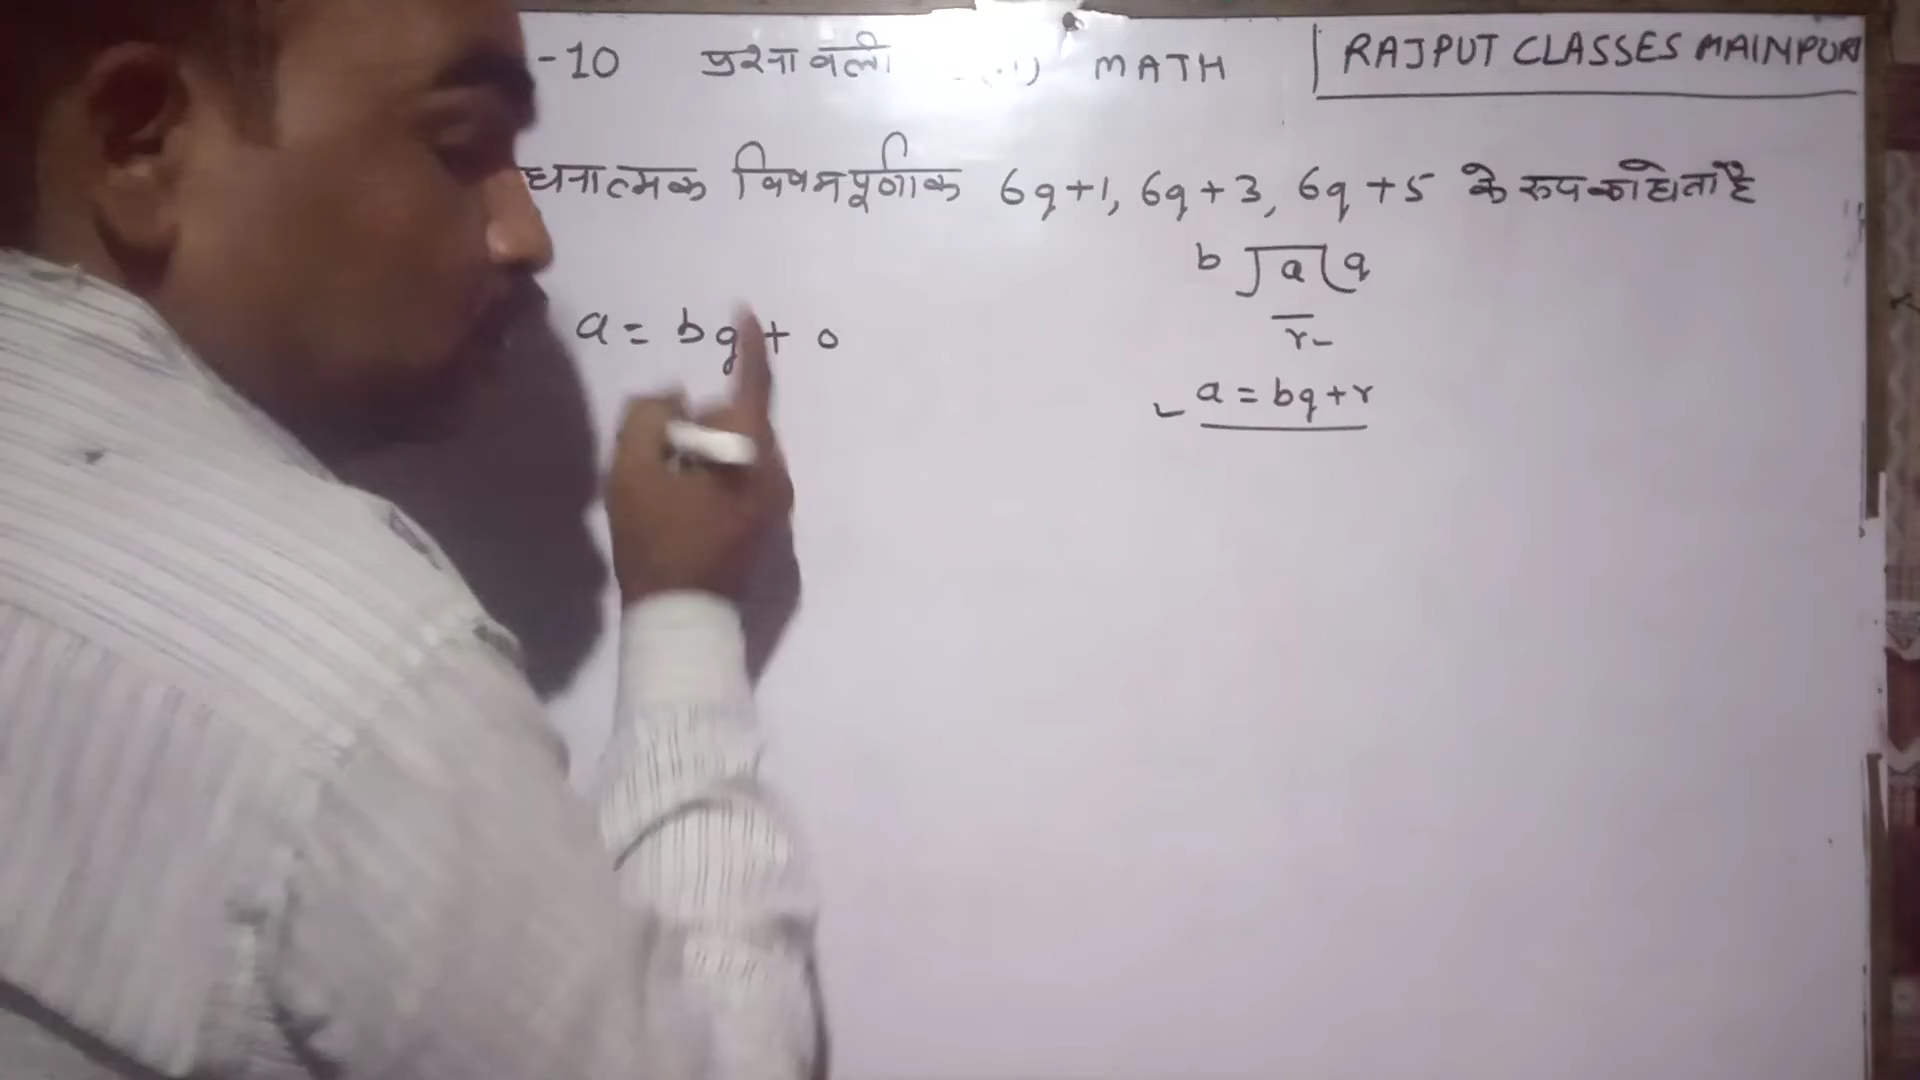 -10 प्रश्नावली MATH RAJPUT CLASSES MAINPURI
धनात्मक विषमपूर्णांक 6q+1, 6q+3, 6q+5 के रूप का होता है
b a q
r
a = bq + 0
a = bq+r